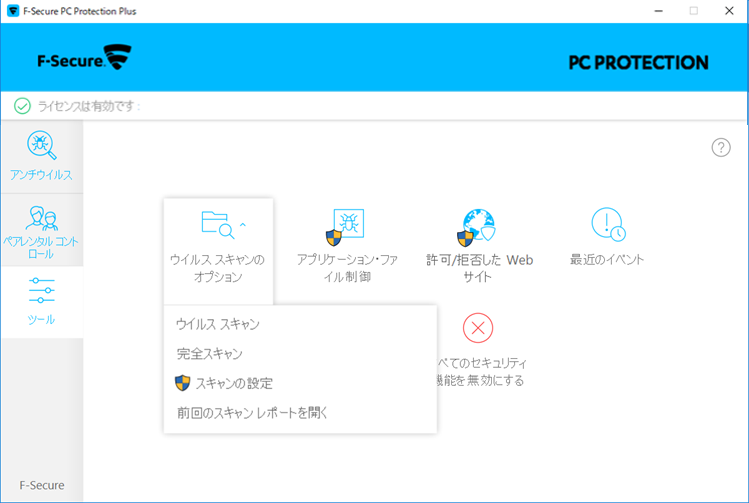 F-Secure PC Protection Plus
F-Secure.
PC PROTECTION
ライセンスは有効です :
アンチウイルス
ペアレンタル コント
ロール
ツール
F-Secure
ウイルス スキャンの
オプション
アプリケーション・ファ
イル制御
許可/拒否した Web
サイト
最近のイベント
ウイルス スキャン
完全スキャン
スキャンの設定
前回のスキャン レポートを開く
べてのセキュリティ
機能を無効にする